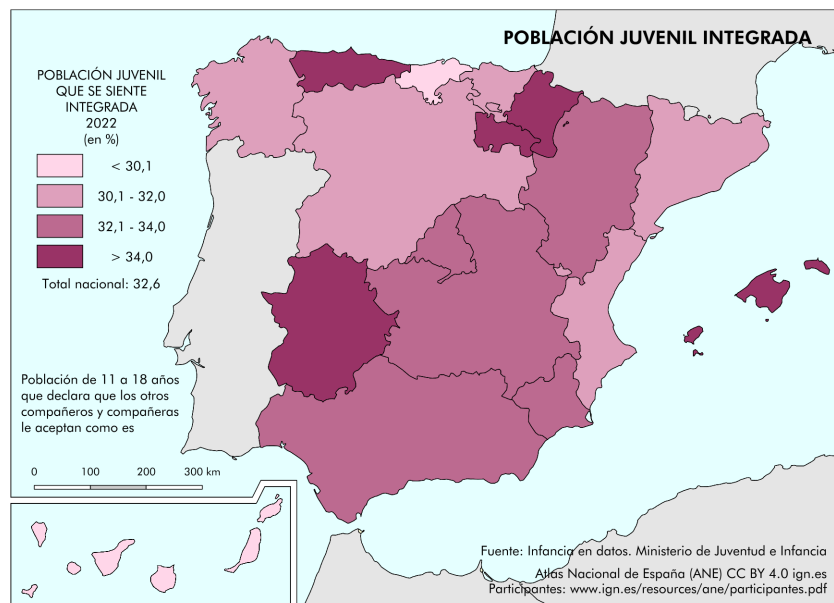 POBLACIÓN JUVENIL INTEGRADA
POBLACIÓN JUVENIL
QUE SE SIENTE
INTEGRADA
2022
(en %)
< 30,1
30,1 - 32,0
32,1 - 34,0
> 34,0
Total nacional: 32,6
Población de 11 a 18 años
que declara que los otros
compañeros y compañeras
le aceptan como es
0 100 200 300 km
Fuente: Infancia en datos. Ministerio de Juventud e Infancia
Atlas Nacional de España (ANE) CC BY 4.0 ign.es
Participantes: www.ign.es/resources/ane/participantes.pdf